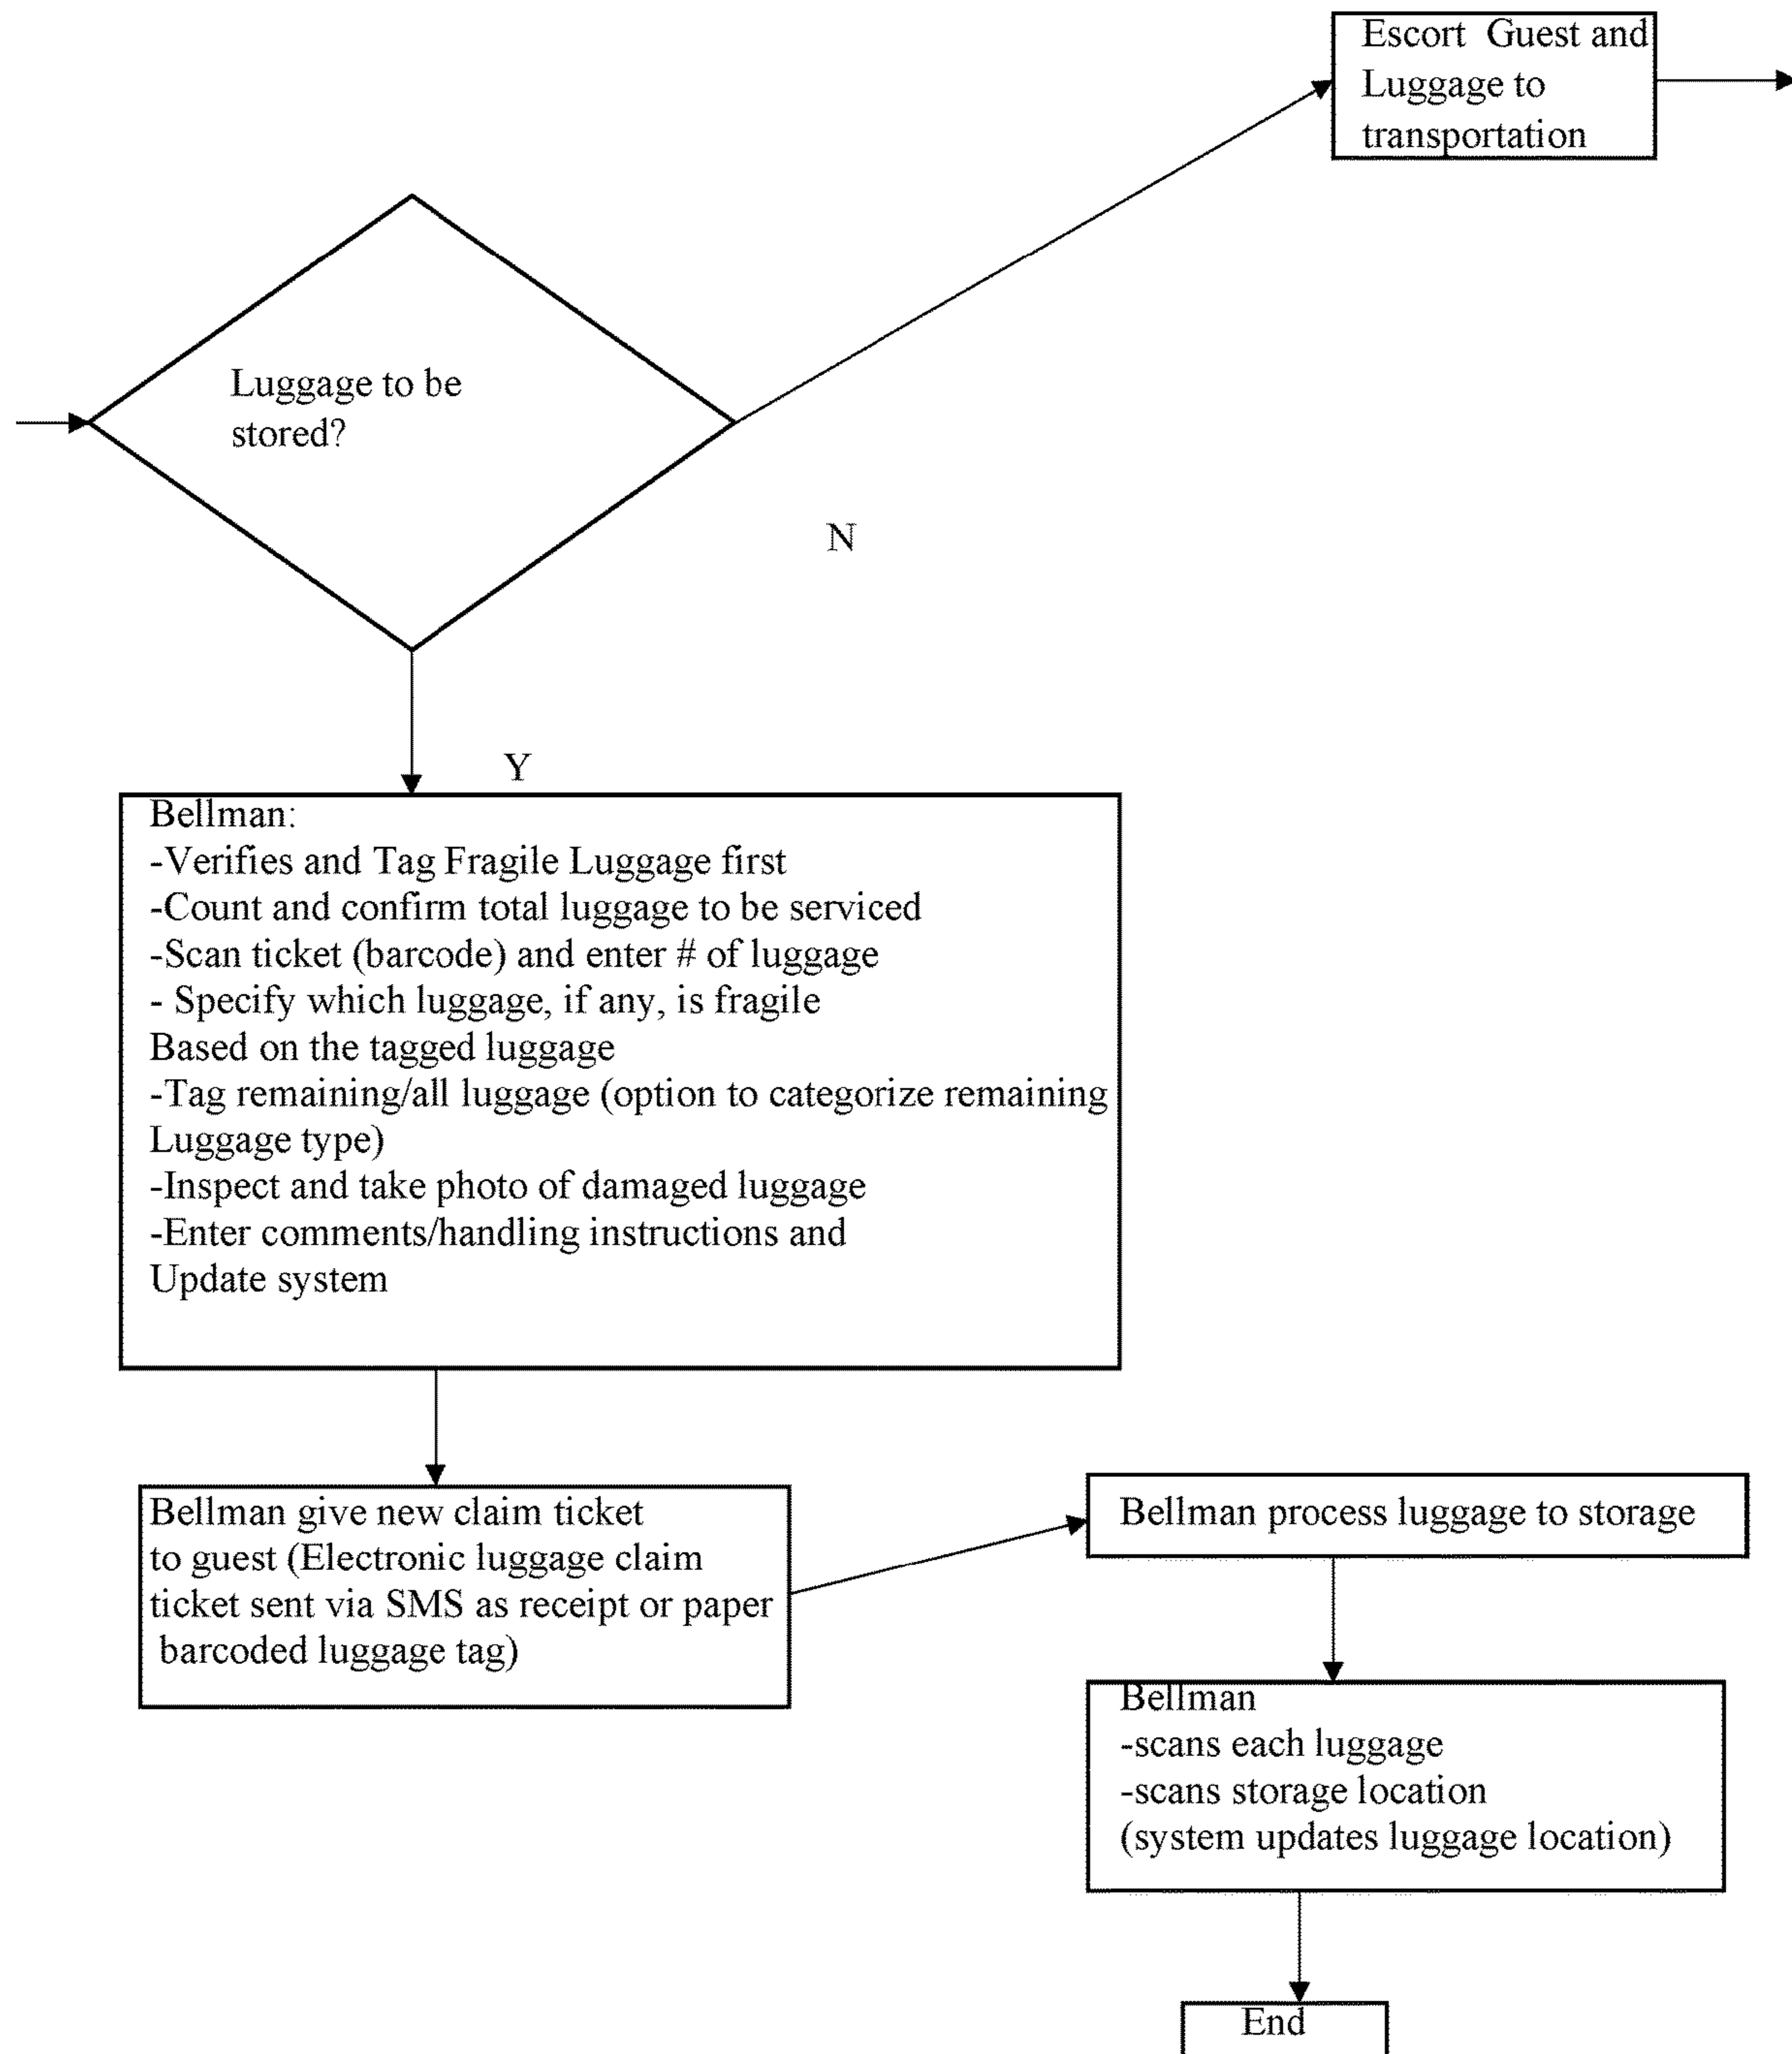 Escort Guest and
Luggage to
transportation
Luggage to be
stored?
N
Y
Bellman:
-Verifies and Tag Fragile Luggage first
-Count and confirm total luggage to be serviced
-Scan ticket (barcode) and enter # of luggage
- Specify which luggage, if any, is fragile
Based on the tagged luggage
-Tag remaining/all luggage (option to categorize remaining
Luggage type)
-Inspect and take photo of damaged luggage
-Enter comments/handling instructions and
Update system
Bellman give new claim ticket
to guest (Electronic luggage claim
ticket sent via SMS as receipt or paper
barcoded luggage tag)
Bellman process luggage to storage
Bellman
-scans each luggage
-scans storage location
(system updates luggage location)
End